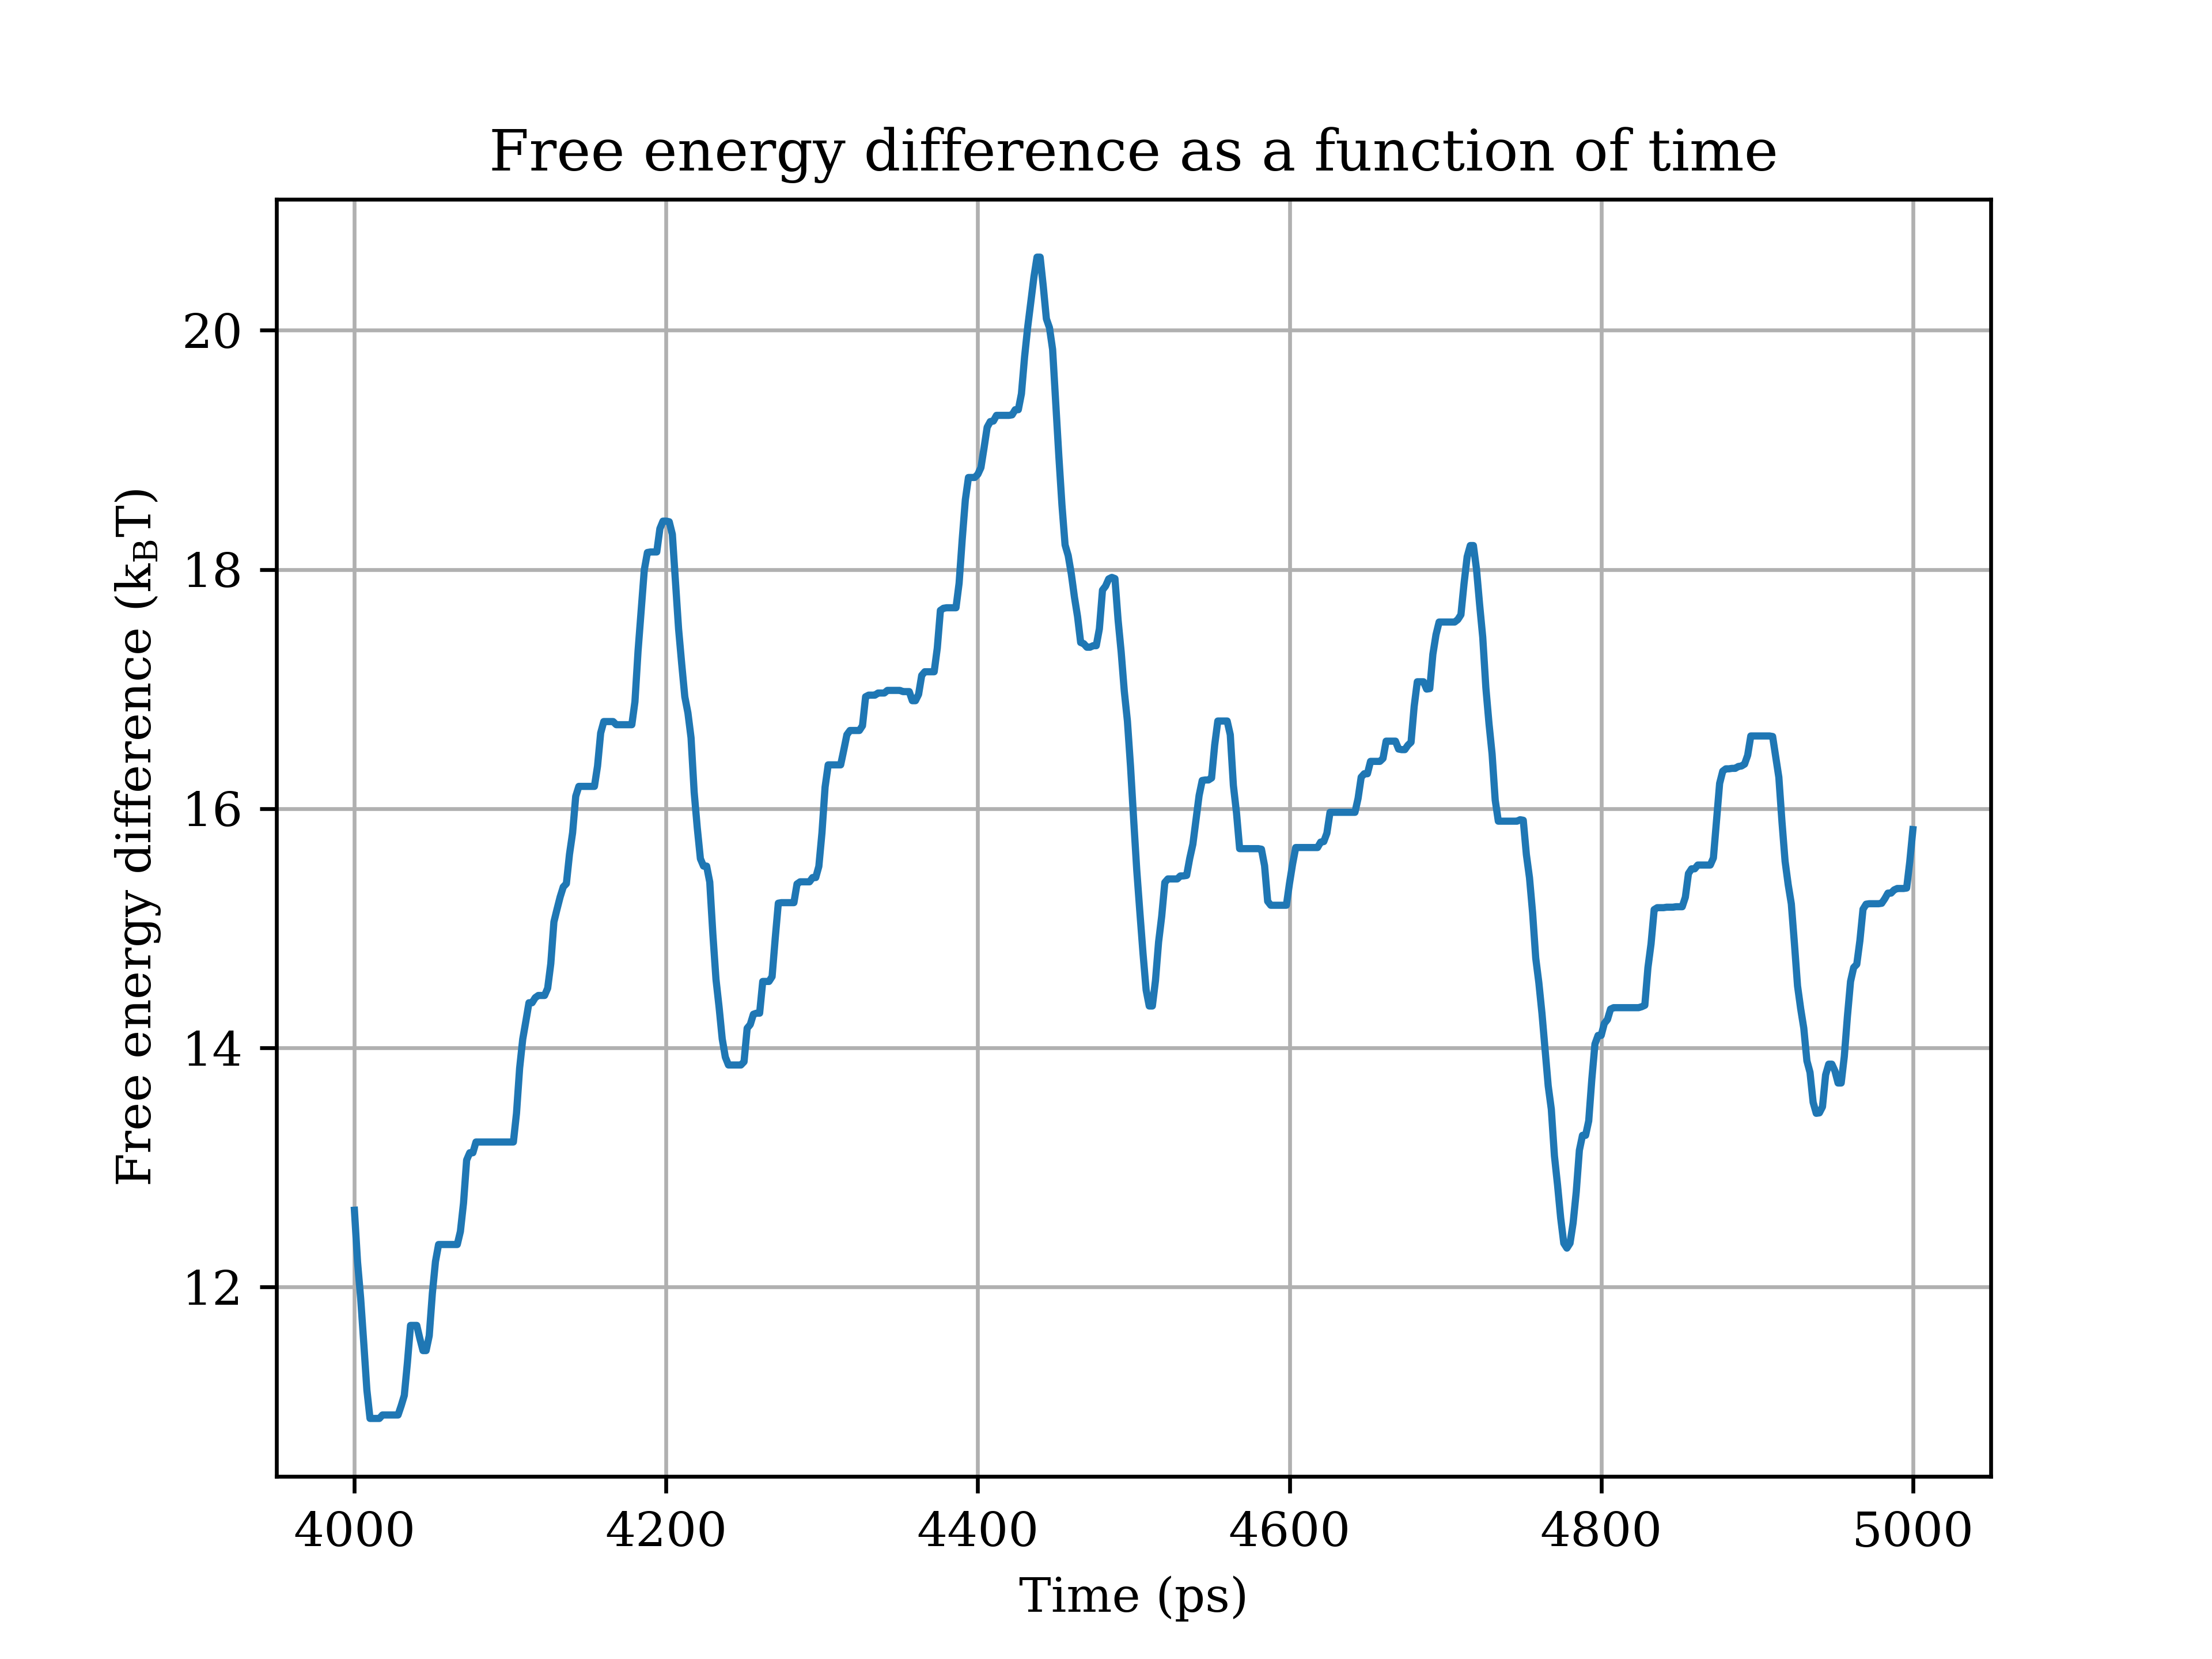 Free energy difference as a function of time
Free energy difference (k_BT)
20
18
16
14
12
4000 4200 4400 4600 4800 5000
Time (ps)